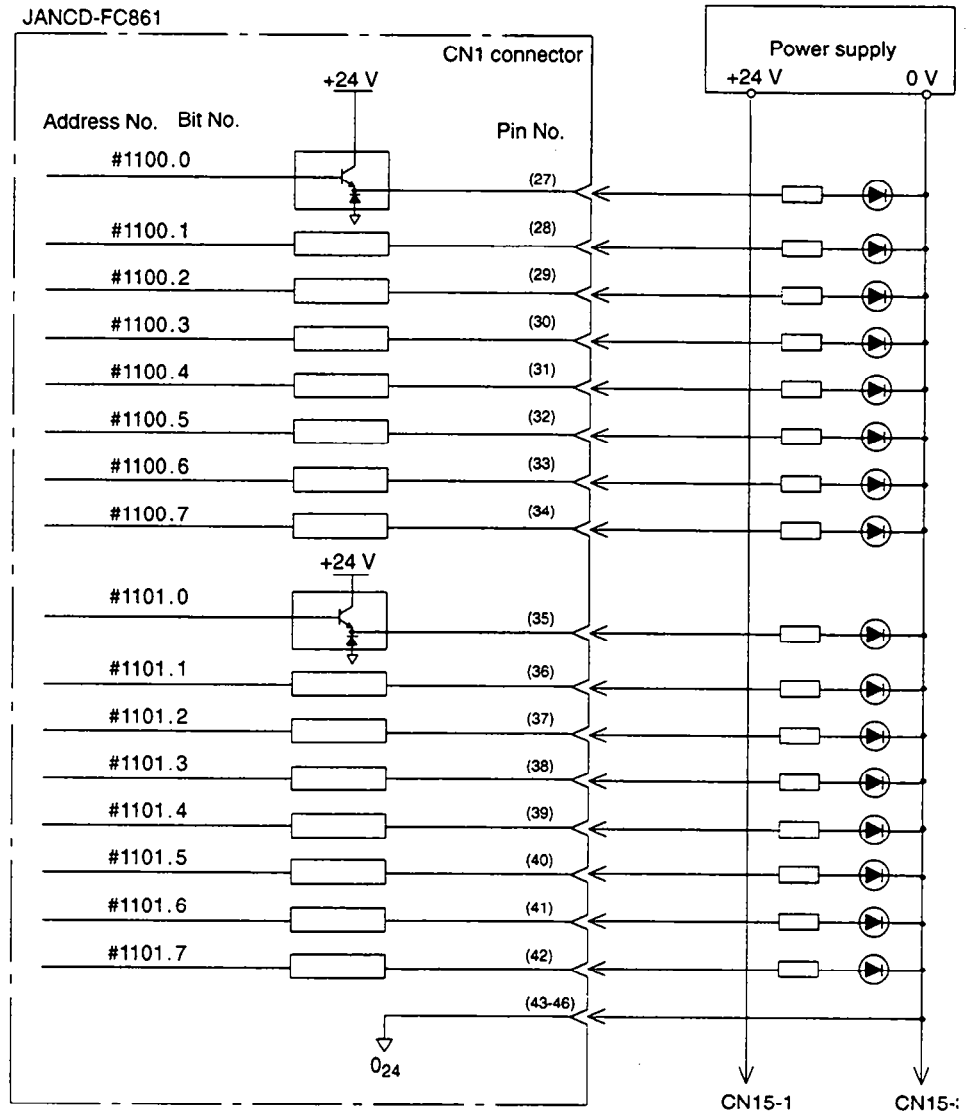 JANCD-FC861
CN1 connector
Power supply
+24 V 0 V
+24 V
Address No. Bit No. Pin No.
#1100.0 (27)
#1100.1 (28)
#1100.2 (29)
#1100.3 (30)
#1100.4 (31)
#1100.5 (32)
#1100.6 (33)
#1100.7 (34)
+24 V
#1101.0 (35)
#1101.1 (36)
#1101.2 (37)
#1101.3 (38)
#1101.4 (39)
#1101.5 (40)
#1101.6 (41)
#1101.7 (42)
(43-46)
024
CN15-1